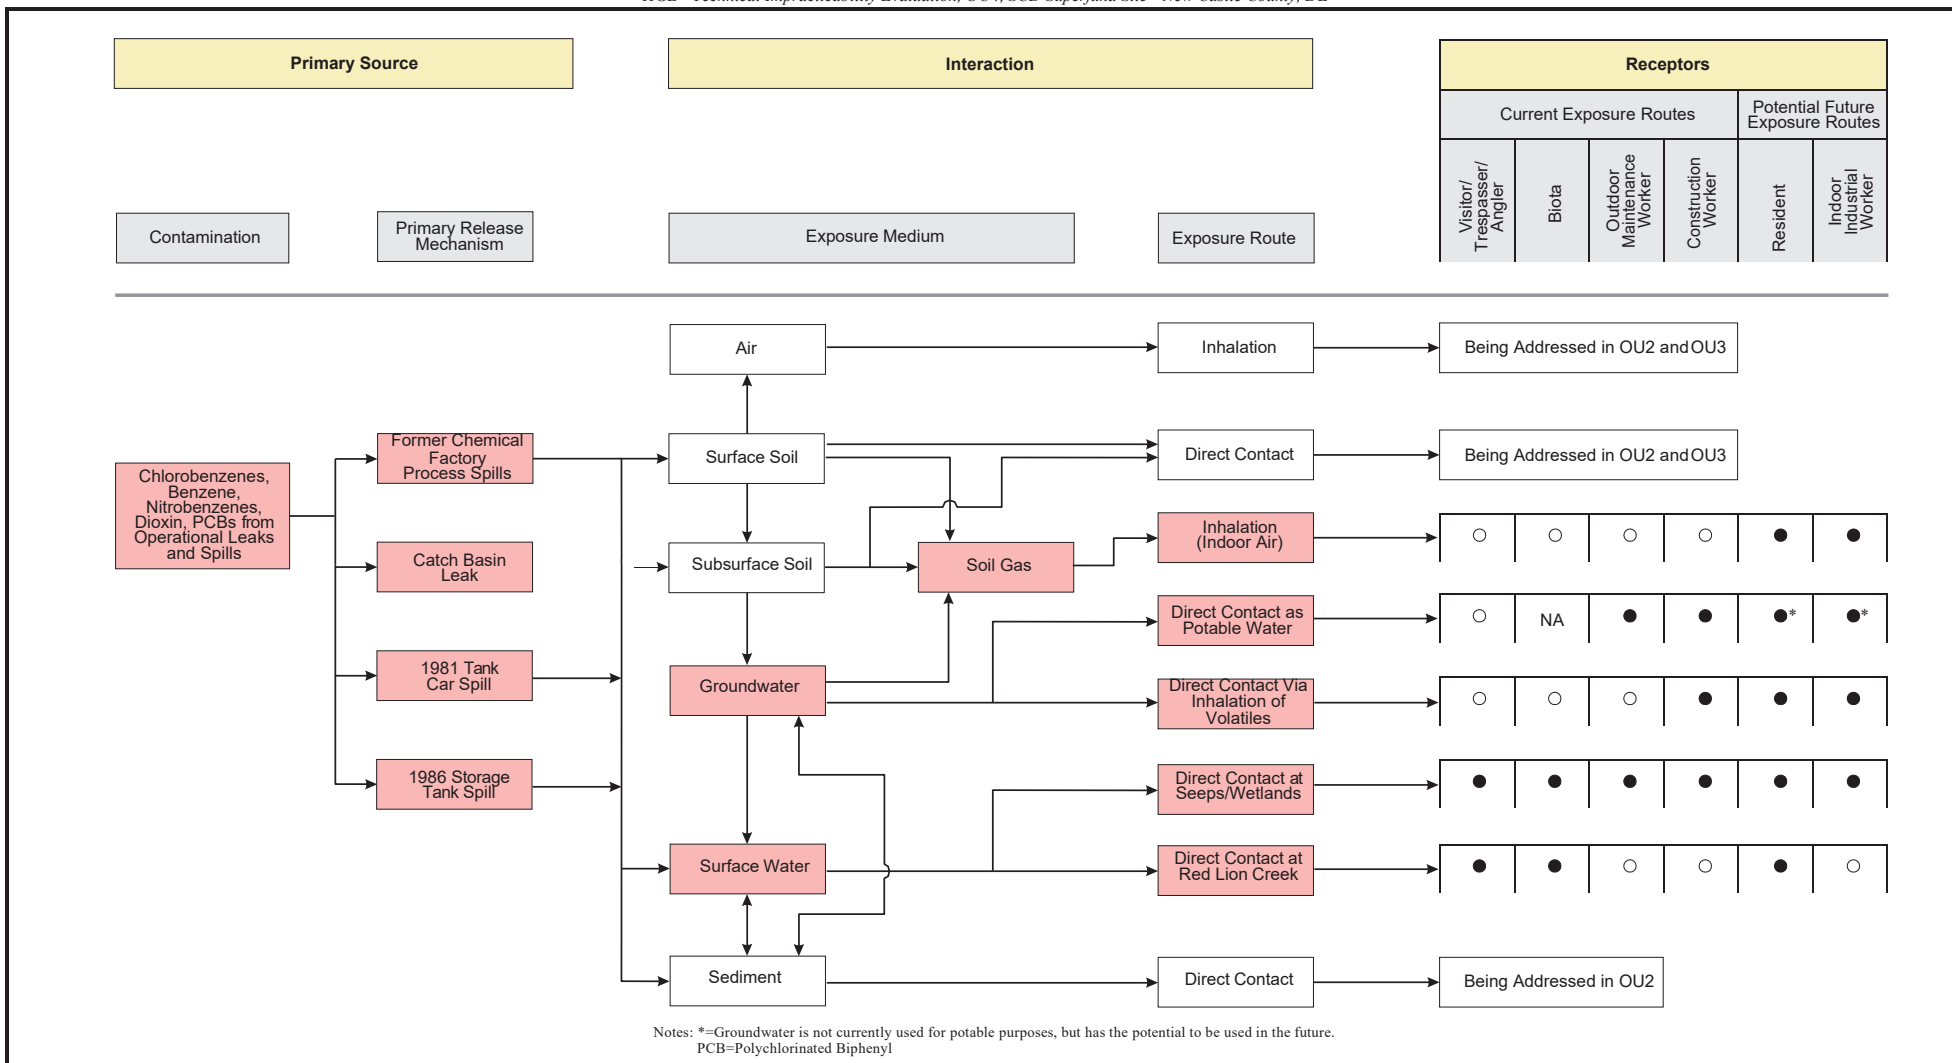 Primary Source
Interaction
Receptors
Current Exposure Routes
Potential Future
Exposure Routes
Contamination
Primary Release
Mechanism
Exposure Medium
Exposure Route
Visitor/
Trespasser/
Angler
Biota
Outdoor
Maintenance
Worker
Construction
Worker
Resident
Indoor
Industrial
Worker
Air
Inhalation
Being Addressed in OU2 and OU3
Former Chemical
Factory
Process Spills
Surface Soil
Direct Contact
Being Addressed in OU2 and OU3
Chlorobenzenes,
Benzene,
Nitrobenzenes,
Dioxin, PCBs from
Operational Leaks
and Spills
Catch Basin
Leak
Subsurface Soil
Soil Gas
Inhalation
(Indoor Air)
Direct Contact as
Potable Water
NA
*
*
1981 Tank
Car Spill
Groundwater
Direct Contact Via
Inhalation of
Volatiles
1986 Storage
Tank Spill
Direct Contact at
Seeps/Wetlands
Surface Water
Direct Contact at
Red Lion Creek
Sediment
Direct Contact
Being Addressed in OU2
Notes: *=Groundwater is not currently used for potable purposes, but has the potential to be used in the future.
PCB=Polychlorinated Biphenyl